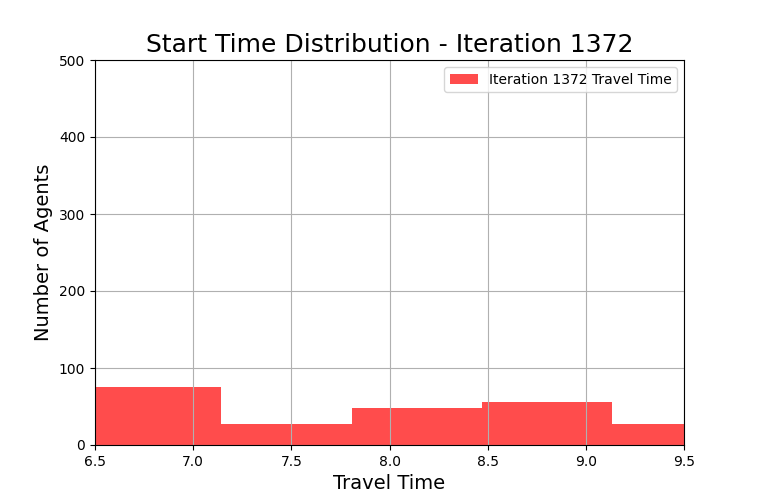 Start Time Distribution - Iteration 1372
Iteration 1372 Travel Time
Number of Agents
500
400
300
200
100
0
6.5 7.0 7.5 8.0 8.5 9.0 9.5
Travel Time